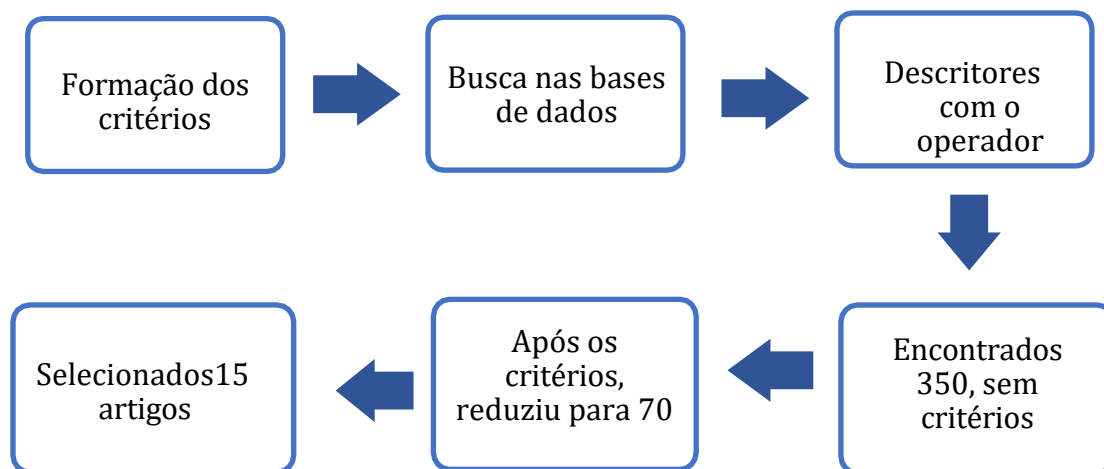 Formação dos
critérios
Busca nas bases
de dados
Descritores
com o
operador
Encontrados
350, sem
critérios
Após os
critérios,
reduziu para 70
Selecionados15
artigos